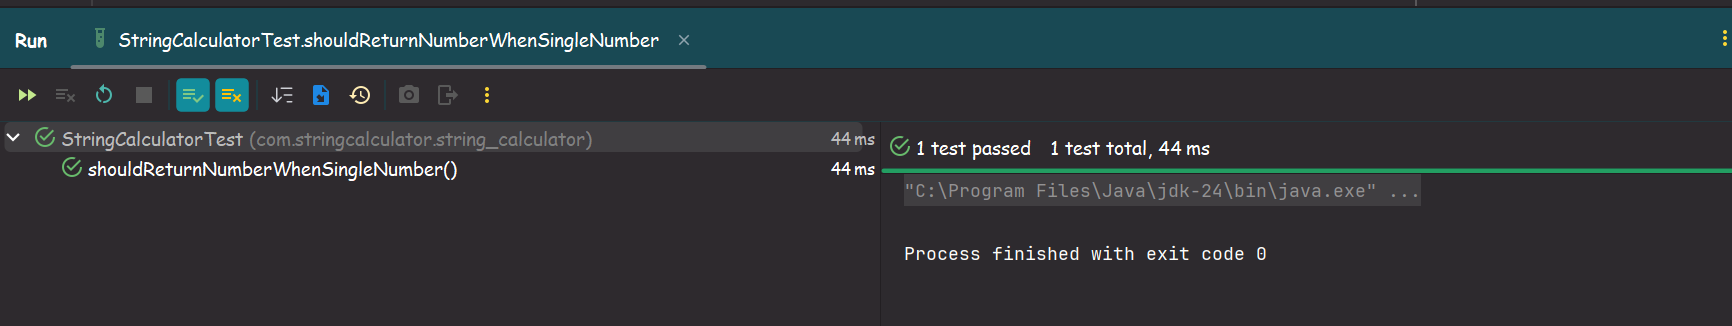 Run StringCalculatorTest.shouldReturnNumberWhenSingleNumber
StringCalculatorTest (com.stringcalculator.string_calculator) 44 ms
shouldReturnNumberWhenSingleNumber() 44 ms
1 test passed 1 test total, 44 ms
"C:\Program Files\Java\jdk-24\bin\java.exe" ...
Process finished with exit code 0